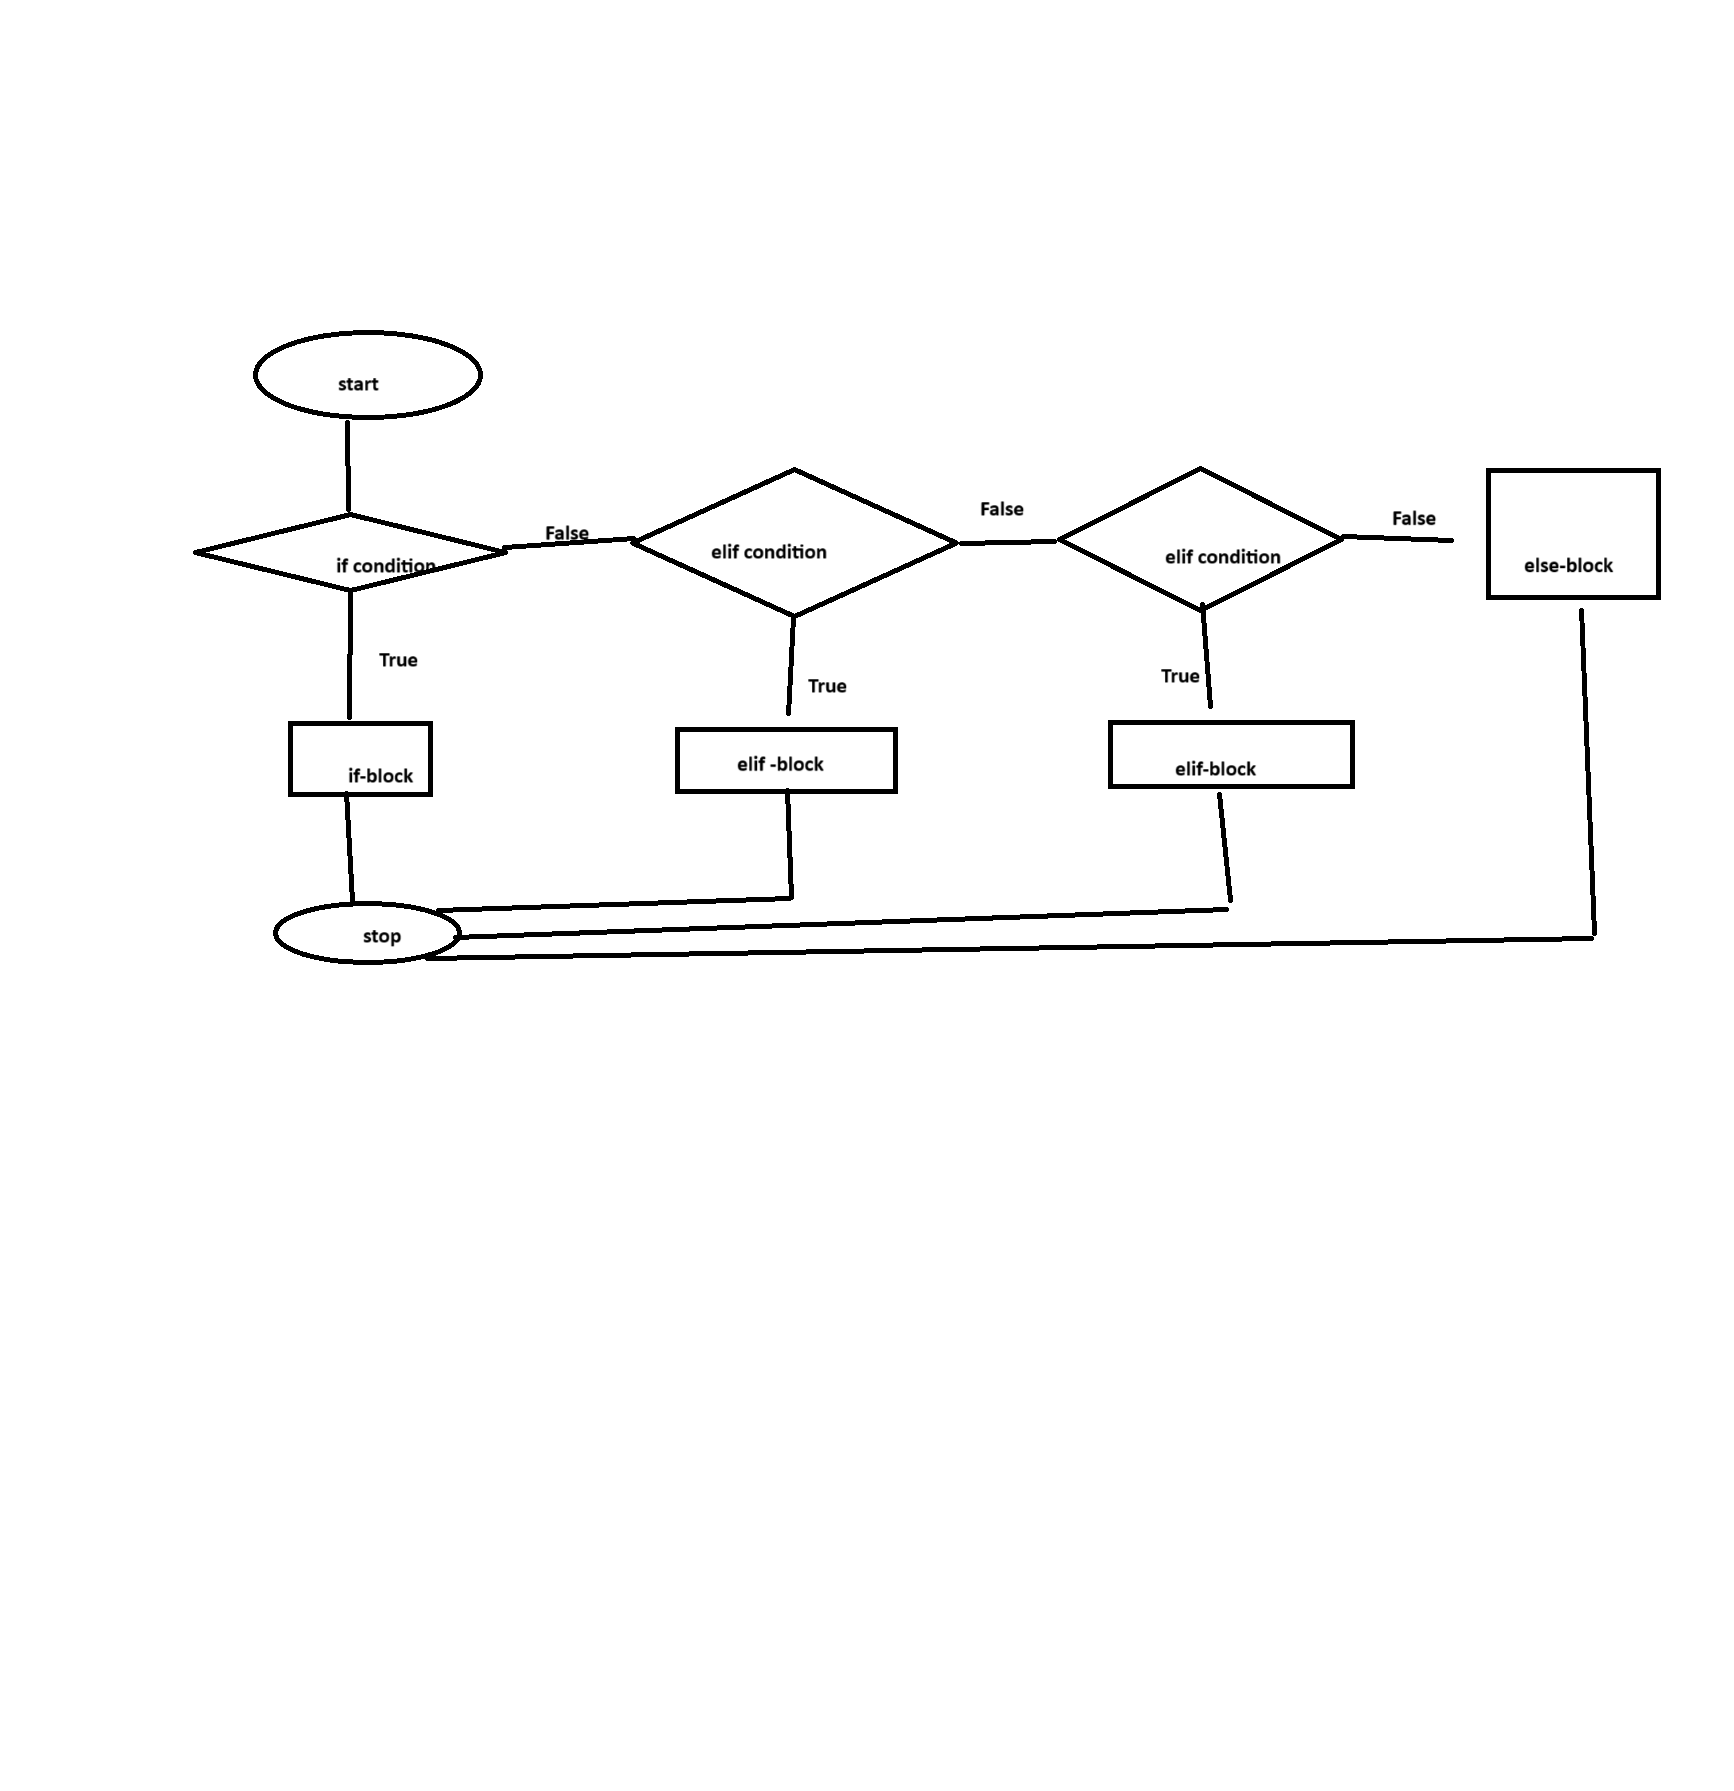 start
False
False
False
if condition
elif condition
elif condition
else-block
True
True
True
if-block
elif -block
elif-block
stop